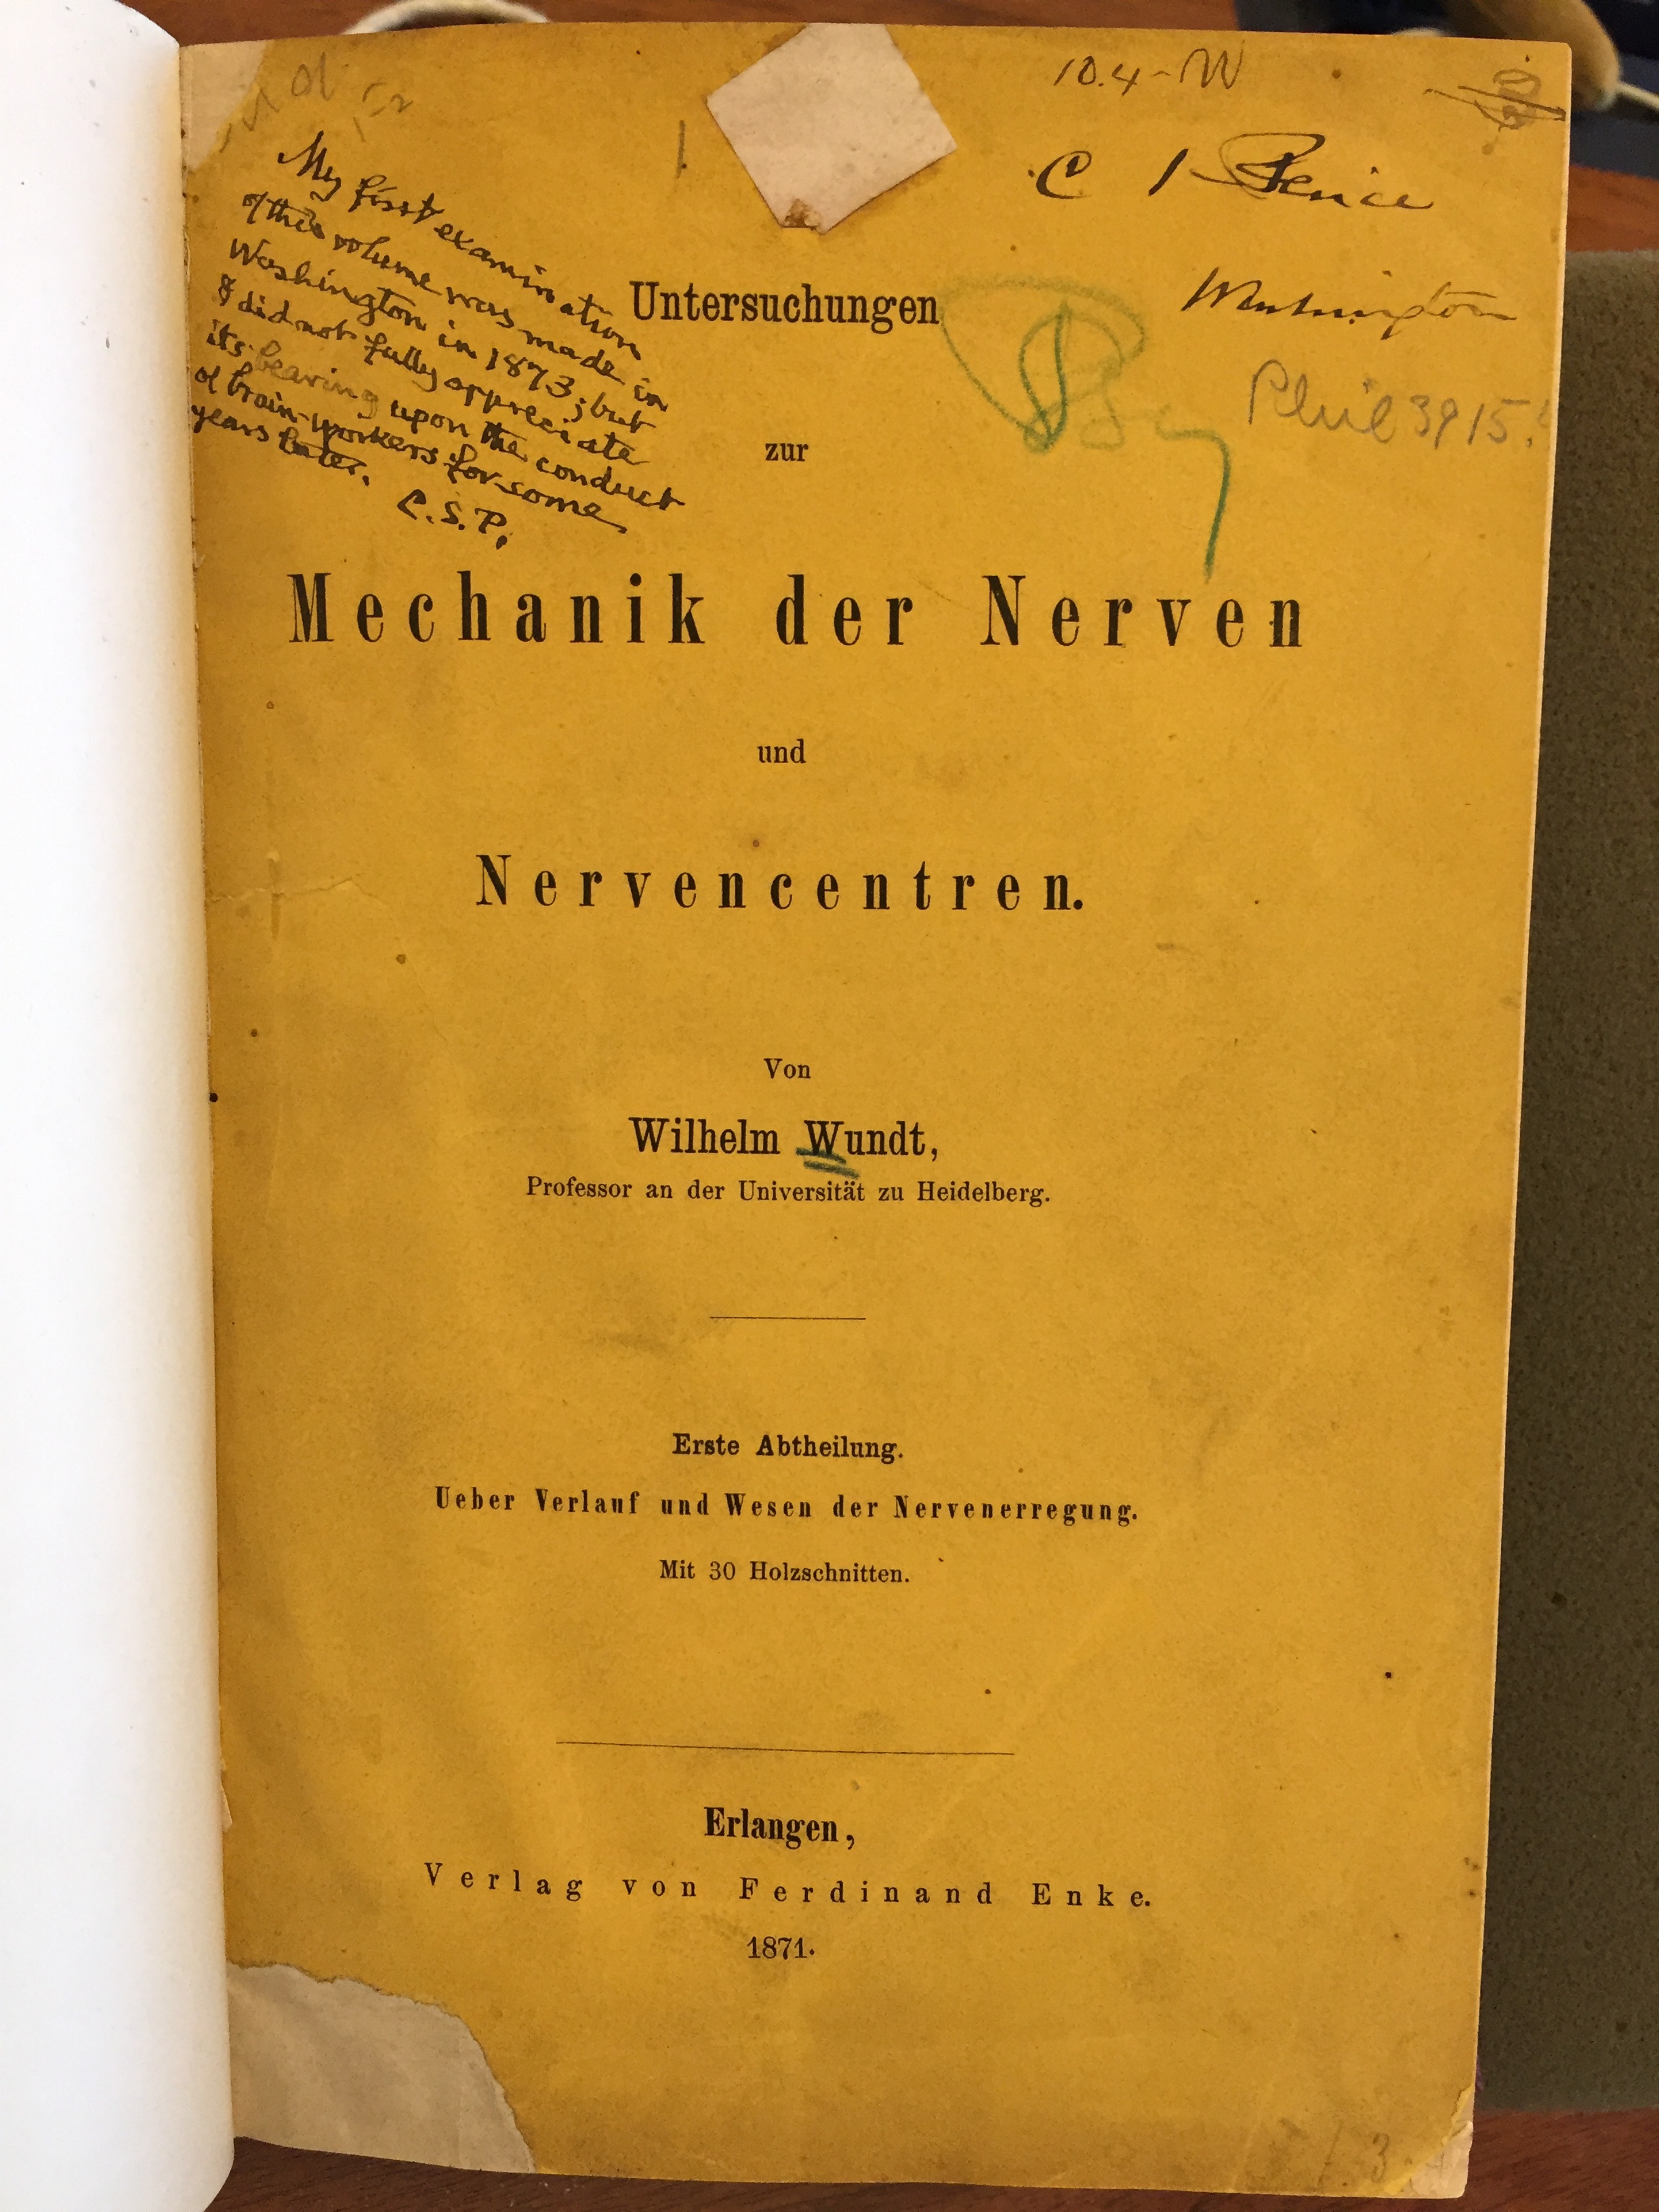 10.4-W
My first examination
of this volume was made in
Washington in 1873; but
I did not fully appreciate
its bearing upon the conduct
of brain-workers for some
years later.
C.S.P.
C S Peirce
Washington
Phil 3915.
Untersuchungen
zur
Mechanik der Nerven
und
Nervencentren.
Von
Wilhelm Wundt,
Professor an der Universität zu Heidelberg.
Erste Abtheilung.
Ueber Verlauf und Wesen der Nervenerregung.
Mit 30 Holzschnitten.
Erlangen,
Verlag von Ferdinand Enke.
1871.